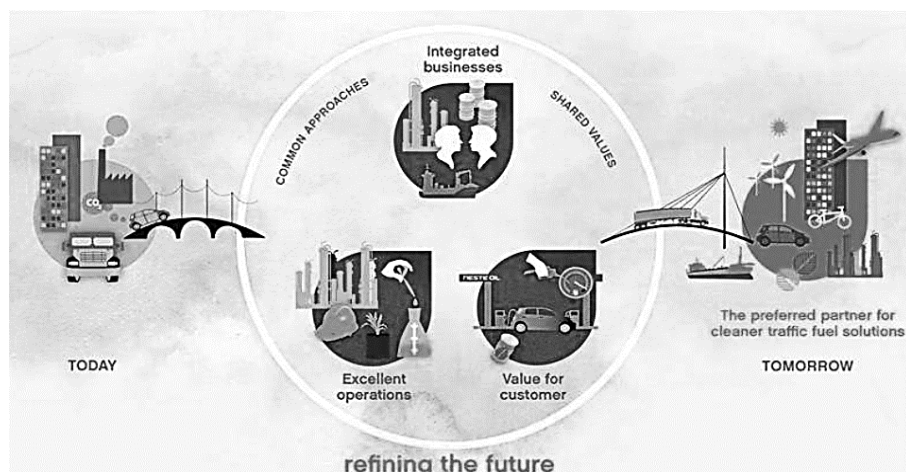 Integrated
businesses
COMMON APPROACHES
SHARED VALUES
CO₂
NESTE OIL
The preferred partner for
cleaner traffic fuel solutions
TODAY
TOMORROW
Excellent
operations
Value for
customer
refining the future